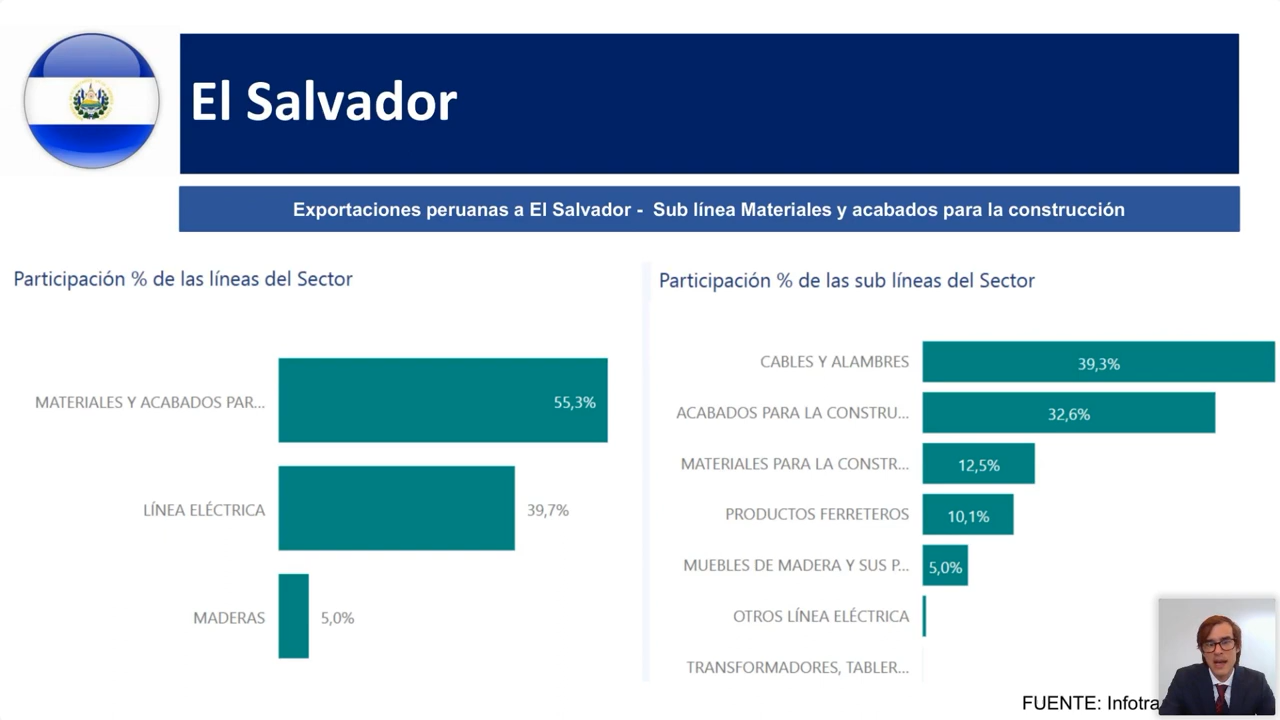 El Salvador
Exportaciones peruanas a El Salvador - Sub línea Materiales y acabados para la construcción
Participación % de las líneas del Sector
MATERIALES Y ACABADOS PAR... 55,3%
LÍNEA ELÉCTRICA 39,7%
MADERAS 5,0%
Participación % de las sub líneas del Sector
CABLES Y ALAMBRES 39,3%
ACABADOS PARA LA CONSTRU... 32,6%
MATERIALES PARA LA CONSTR... 12,5%
PRODUCTOS FERRETEROS 10,1%
MUEBLES DE MADERA Y SUS P... 5,0%
OTROS LÍNEA ELÉCTRICA
TRANSFORMADORES, TABLER...
FUENTE: Infotra